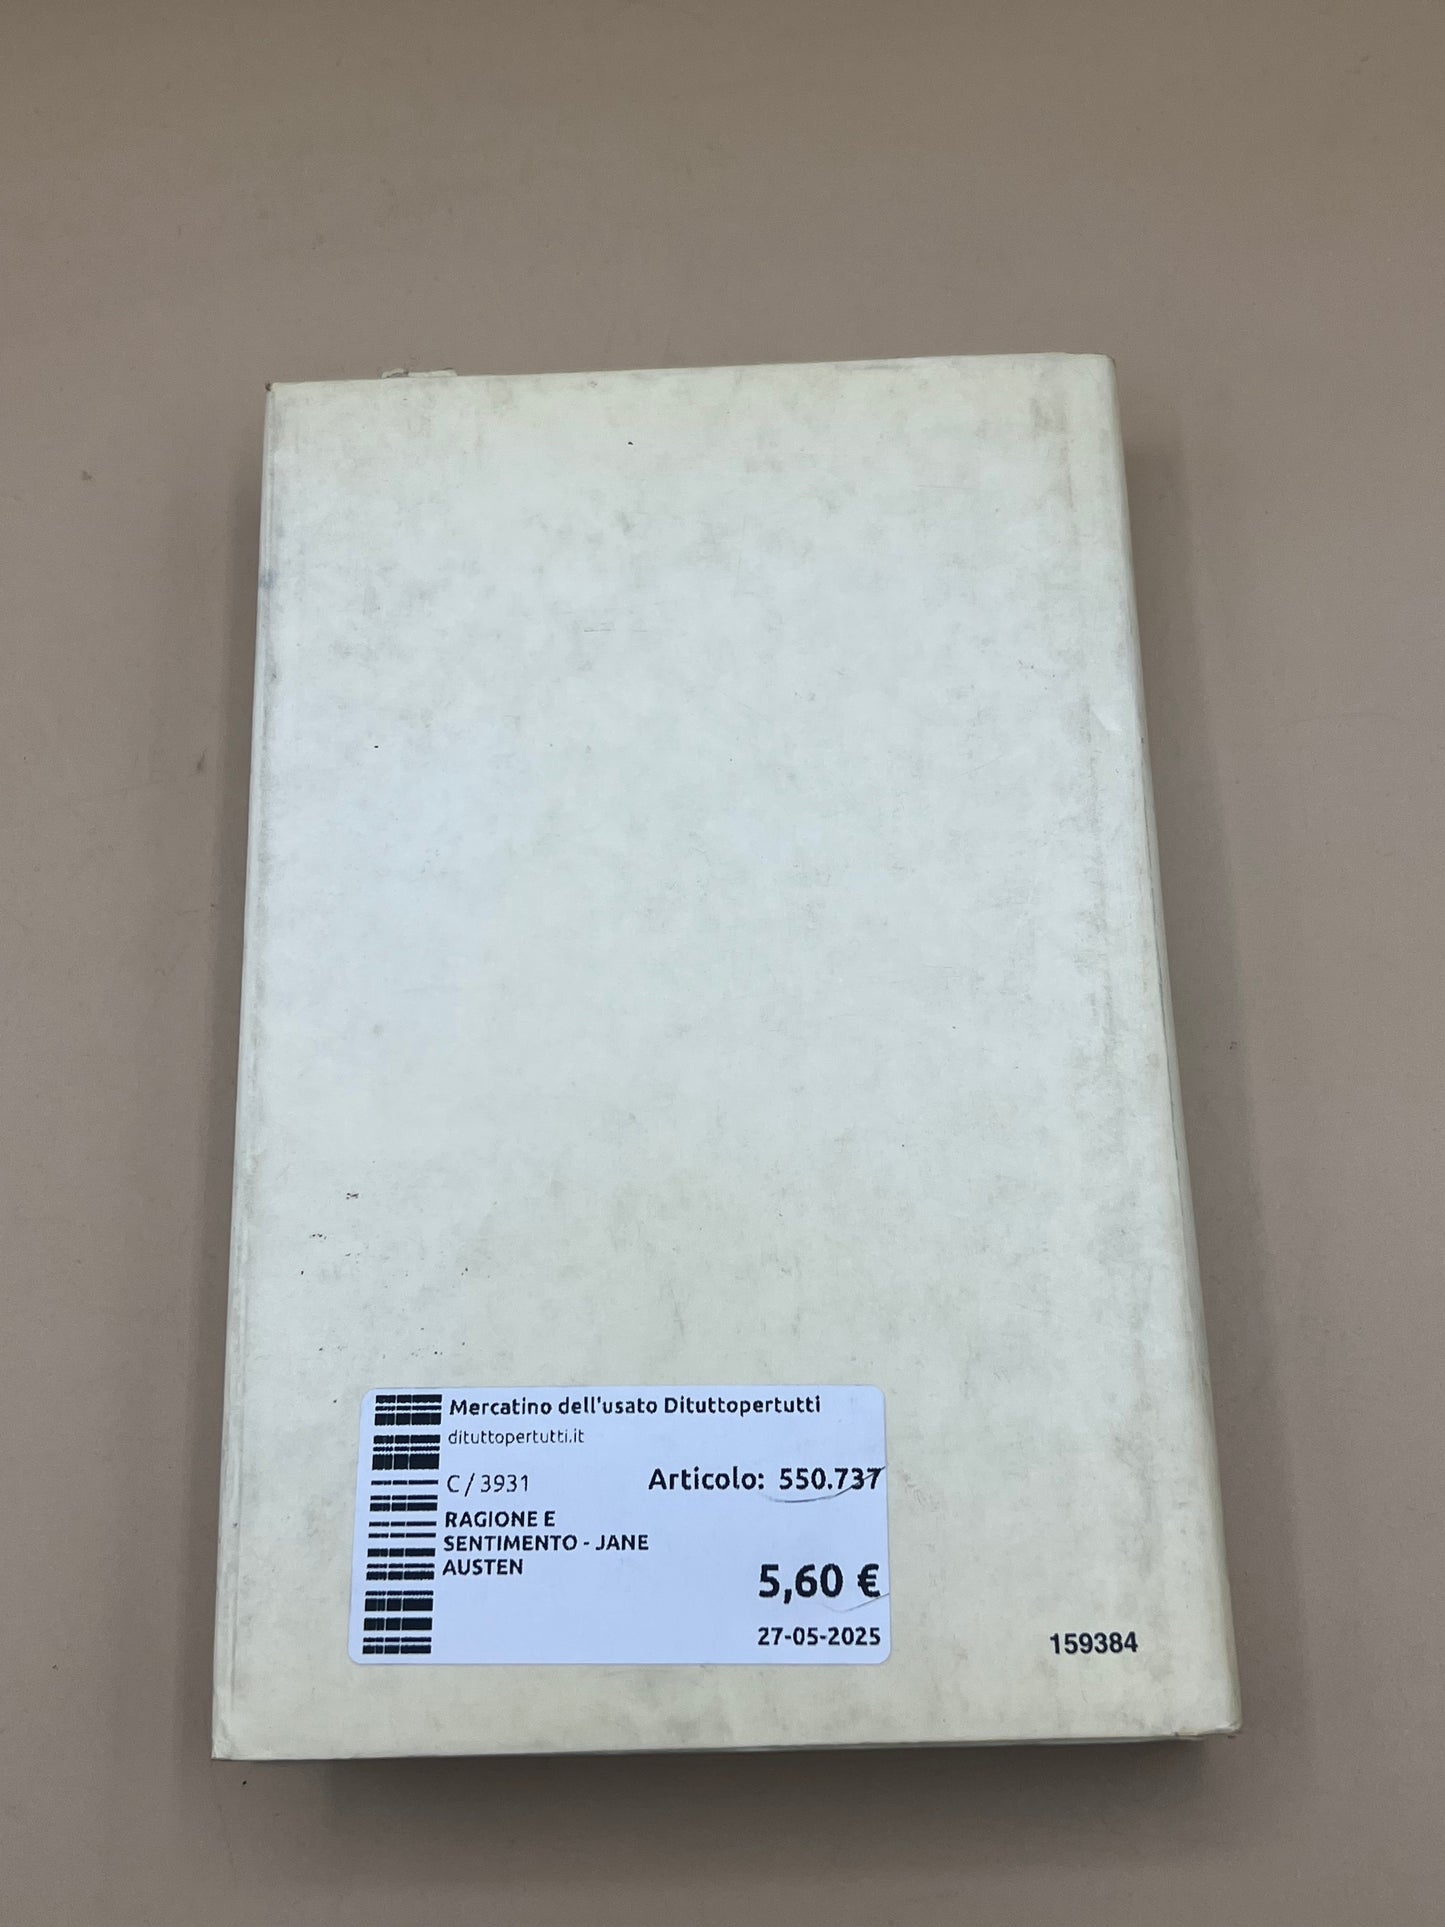 Mercatino dell'usato Dituttopertutti
dituttopertutti.it
C / 3931 Articolo: 550.737
RAGIONE E
SENTIMENTO - JANE
AUSTEN
5,60 €
27-05-2025
159384